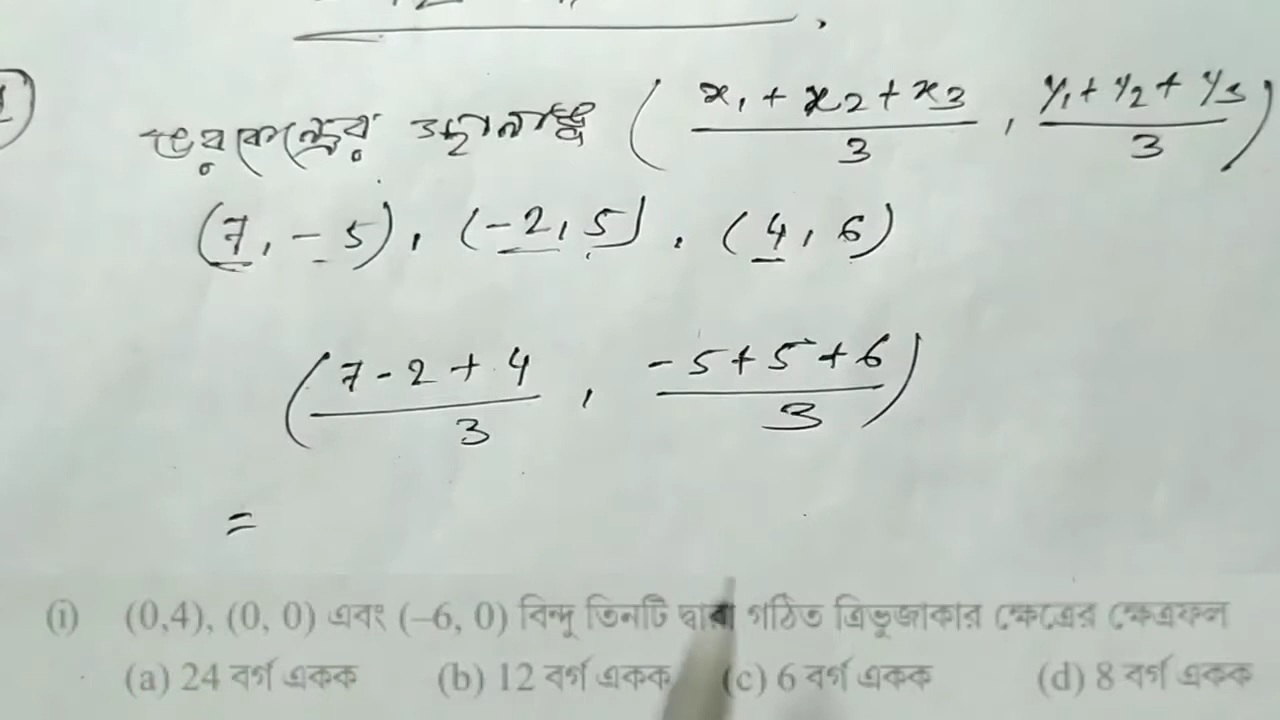 ভরকেন্দ্রের স্থানাঙ্ক ( x₁ + x₂ + x₃ / 3 , y₁ + y₂ + y₃ / 3 )
(7, -5), (-2, 5), (4, 6)
( 7 - 2 + 4 / 3 , -5 + 5 + 6 / 3 )
=
(i) (0,4), (0, 0) এবং (–6, 0) বিন্দু তিনটি দ্বারা গঠিত ত্রিভুজাকার ক্ষেত্রের ক্ষেত্রফল
(a) 24 বর্গ একক (b) 12 বর্গ একক (c) 6 বর্গ একক (d) 8 বর্গ একক